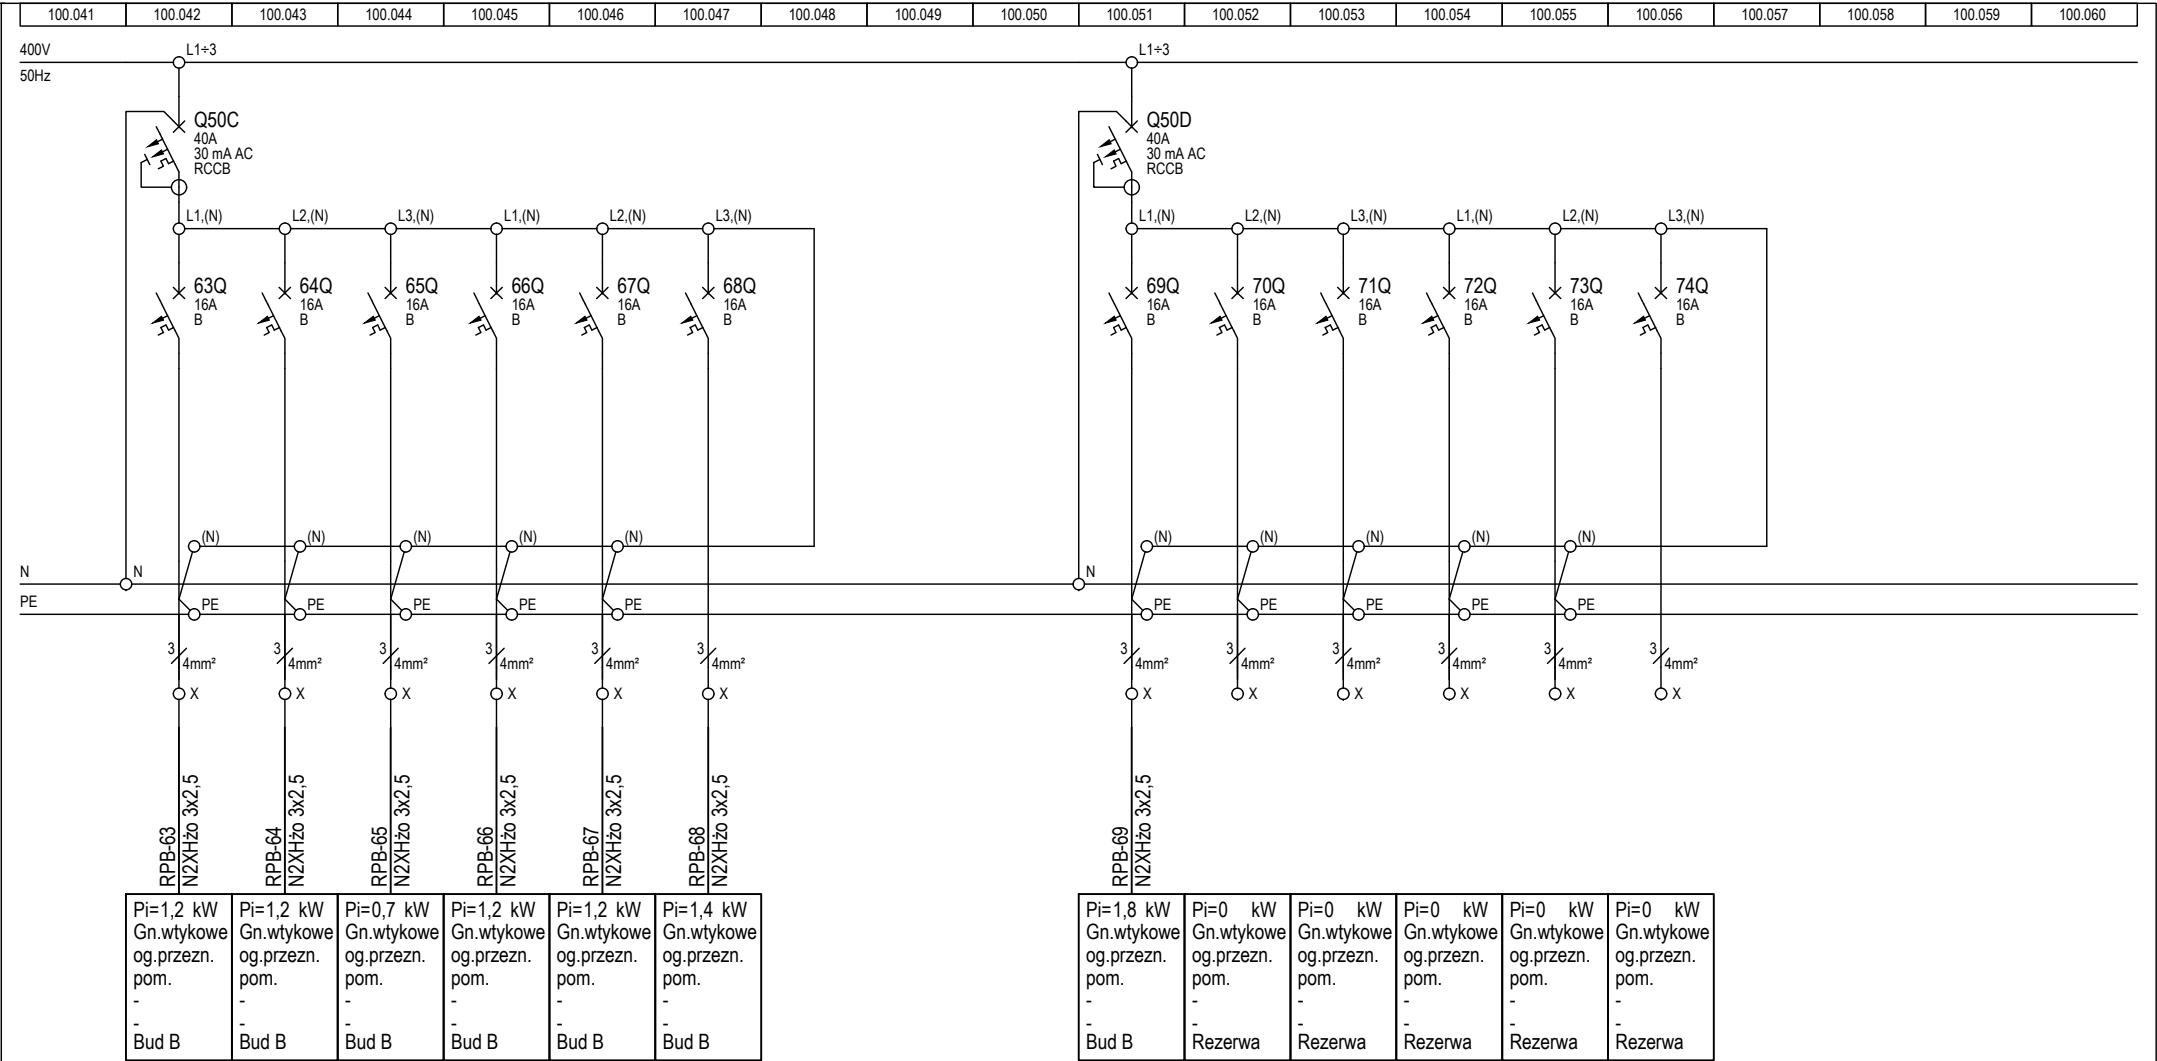 100.041 100.042 100.043 100.044 100.045 100.046 100.047 100.048 100.049 100.050 100.051 100.052 100.053 100.054 100.055 100.056 100.057 100.058 100.059 100.060
400V L1÷3 L1÷3
50Hz
Q50C Q50D
40A 40A
30 mA AC 30 mA AC
RCCB RCCB
L1,(N) L2,(N) L3,(N) L1,(N) L2,(N) L3,(N) L1,(N) L2,(N) L3,(N) L1,(N) L2,(N) L3,(N)
63Q 64Q 65Q 66Q 67Q 68Q 69Q 70Q 71Q 72Q 73Q 74Q
16A 16A 16A 16A 16A 16A 16A 16A 16A 16A 16A 16A
B B B B B B B B B B B B
(N) (N) (N) (N) (N) (N) (N) (N) (N) (N)
N N N
PE PE PE PE PE PE PE PE PE PE PE
3 3 3 3 3 3 3 3 3 3 3 3
4mm² 4mm² 4mm² 4mm² 4mm² 4mm² 4mm² 4mm² 4mm² 4mm² 4mm² 4mm²
X X X X X X X X X X X X
RPB-63
N2XHżo 3x2,5
RPB-64
N2XHżo 3x2,5
RPB-65
N2XHżo 3x2,5
RPB-66
N2XHżo 3x2,5
RPB-67
N2XHżo 3x2,5
RPB-68
N2XHżo 3x2,5
RPB-69
N2XHżo 3x2,5
Pi=1,2 kW Pi=1,2 kW Pi=0,7 kW Pi=1,2 kW Pi=1,2 kW Pi=1,4 kW Pi=1,8 kW Pi=0 kW Pi=0 kW Pi=0 kW Pi=0 kW Pi=0 kW
Gn.wtykowe Gn.wtykowe Gn.wtykowe Gn.wtykowe Gn.wtykowe Gn.wtykowe Gn.wtykowe Gn.wtykowe Gn.wtykowe Gn.wtykowe Gn.wtykowe Gn.wtykowe
og.przezn. og.przezn. og.przezn. og.przezn. og.przezn. og.przezn. og.przezn. og.przezn. og.przezn. og.przezn. og.przezn. og.przezn.
pom. pom. pom. pom. pom. pom. pom. pom. pom. pom. pom. pom.
- - - - - - - - - - - -
- - - - - - - - - - - -
Bud B Bud B Bud B Bud B Bud B Bud B Bud B Rezerwa Rezerwa Rezerwa Rezerwa Rezerwa